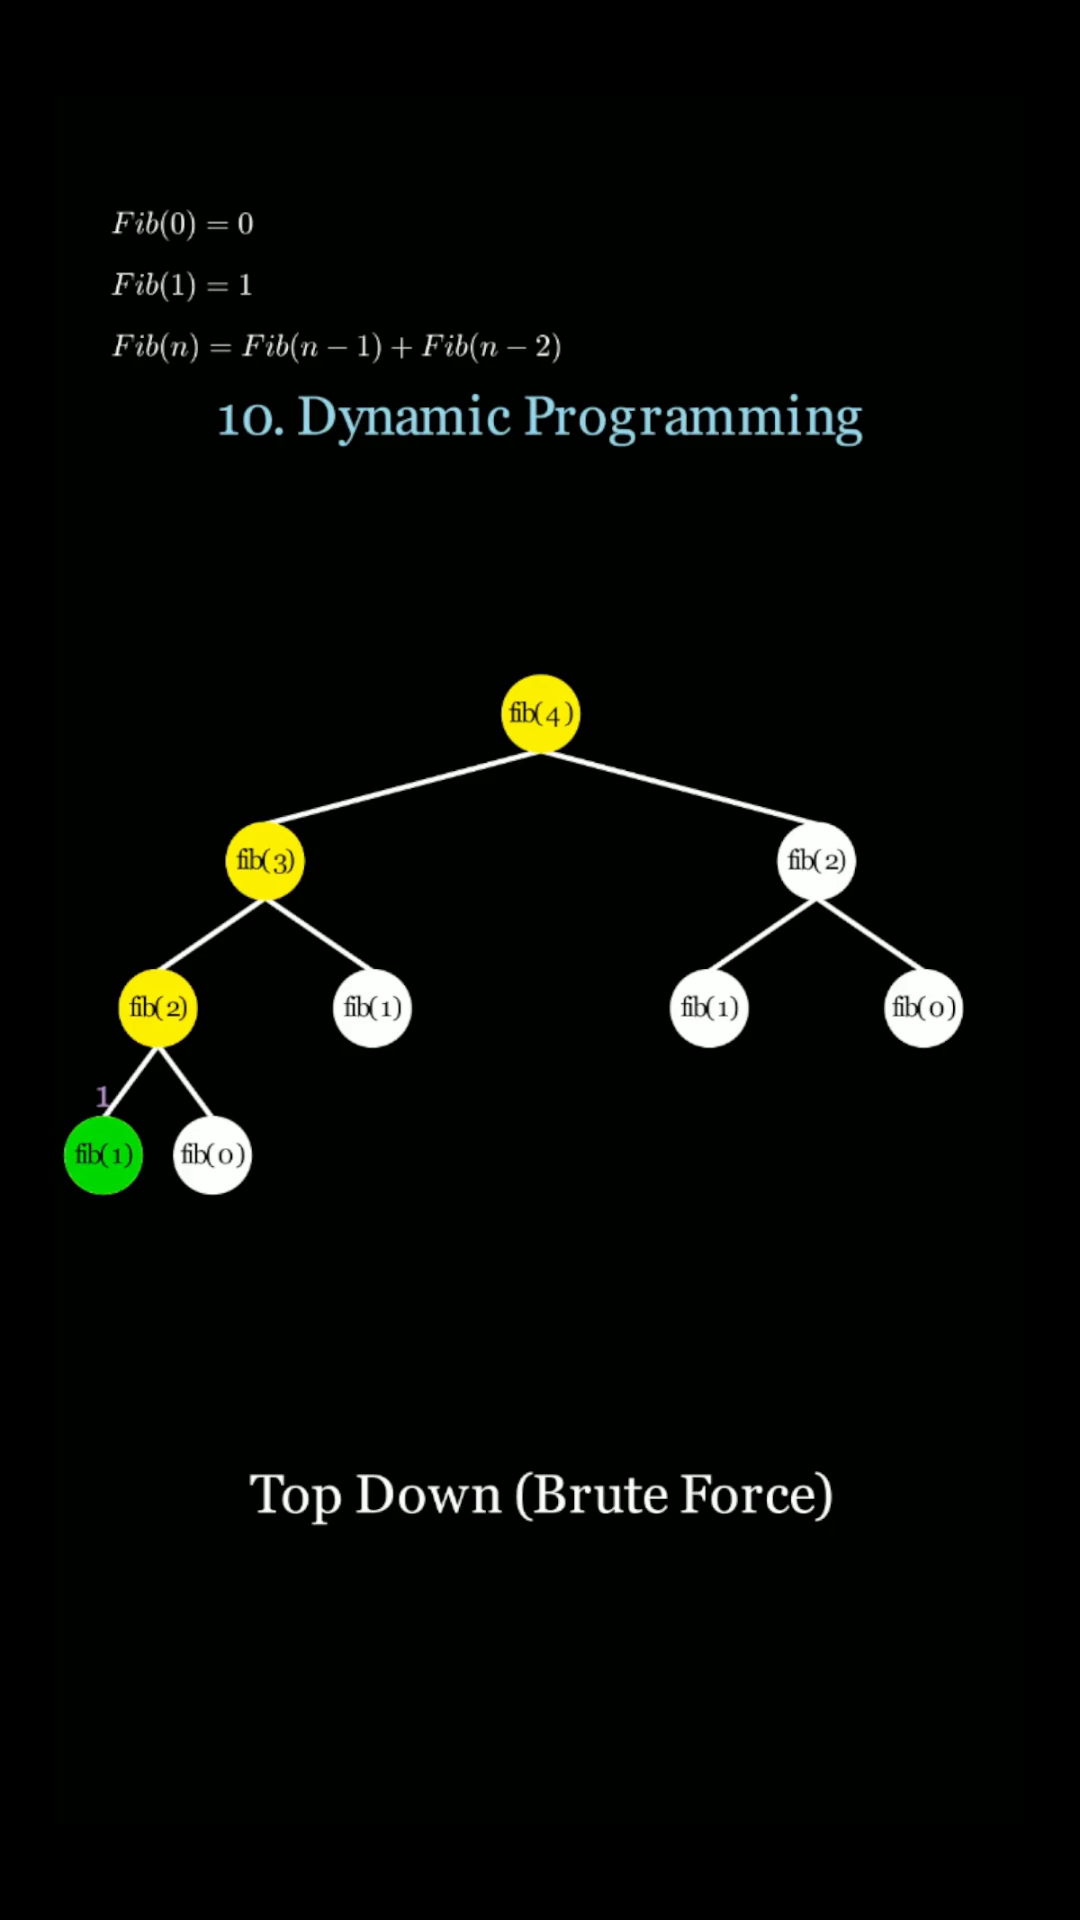 Fib(0) = 0
Fib(1) = 1
Fib(n) = Fib(n − 1) + Fib(n − 2)
10. Dynamic Programming
fib(4)
fib(3)
fib(2)
fib(2)
fib(1)
fib(1)
fib(0)
1
fib(1)
fib(0)
Top Down (Brute Force)